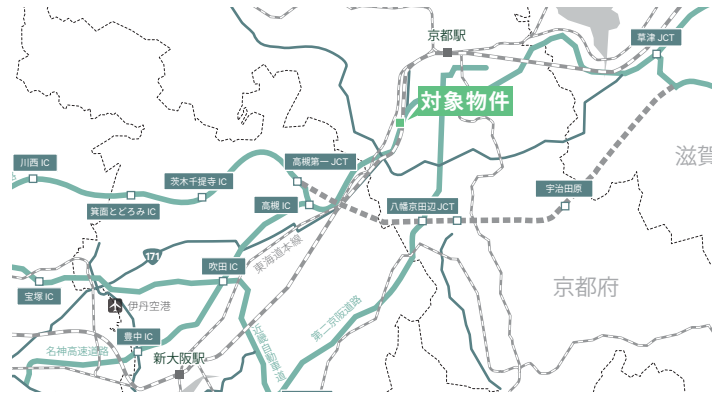 京都駅
草津 JCT
対象物件
滋賀
川西 IC
茨木千提寺 IC
高槻第一 JCT
箕面とどろみ IC
高槻 IC
八幡京田辺 JCT
宇治田原
171
吹田 IC
東海道本線
宝塚 IC
伊丹空港
京都府
第二京阪道路
近畿自動車道
豊中 IC
名神高速道路
新大阪駅